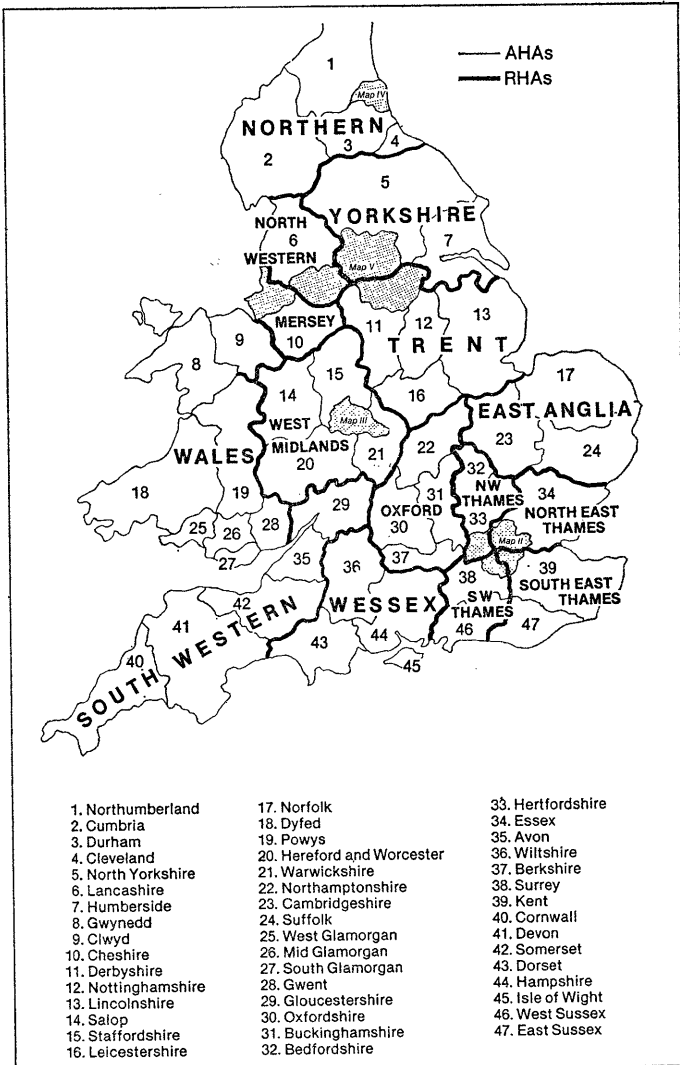 AHAs
RHAs
1
Map IV
NORTHERN
2
3
4
5
YORKSHIRE
NORTH
6
WESTERN
7
Map V
MERSEY
10
11
12
13
TRENT
8
9
14
15
16
17
WEST
Map III
MIDLANDS
20
21
22
EAST ANGLIA
23
24
WALES
18
19
25
26
27
28
29
OXFORD
30
31
32
NW
THAMES
33
34
NORTH EAST
THAMES
Map II
35
36
37
38
39
SOUTH EAST
THAMES
SW
THAMES
46
47
WESSEX
42
41
40
SOUTH WESTERN
43
44
45
1. Northumberland
2. Cumbria
3. Durham
4. Cleveland
5. North Yorkshire
6. Lancashire
7. Humberside
8. Gwynedd
9. Clwyd
10. Cheshire
11. Derbyshire
12. Nottinghamshire
13. Lincolnshire
14. Salop
15. Staffordshire
16. Leicestershire
17. Norfolk
18. Dyfed
19. Powys
20. Hereford and Worcester
21. Warwickshire
22. Northamptonshire
23. Cambridgeshire
24. Suffolk
25. West Glamorgan
26. Mid Glamorgan
27. South Glamorgan
28. Gwent
29. Gloucestershire
30. Oxfordshire
31. Buckinghamshire
32. Bedfordshire
33. Hertfordshire
34. Essex
35. Avon
36. Wiltshire
37. Berkshire
38. Surrey
39. Kent
40. Cornwall
41. Devon
42. Somerset
43. Dorset
44. Hampshire
45. Isle of Wight
46. West Sussex
47. East Sussex